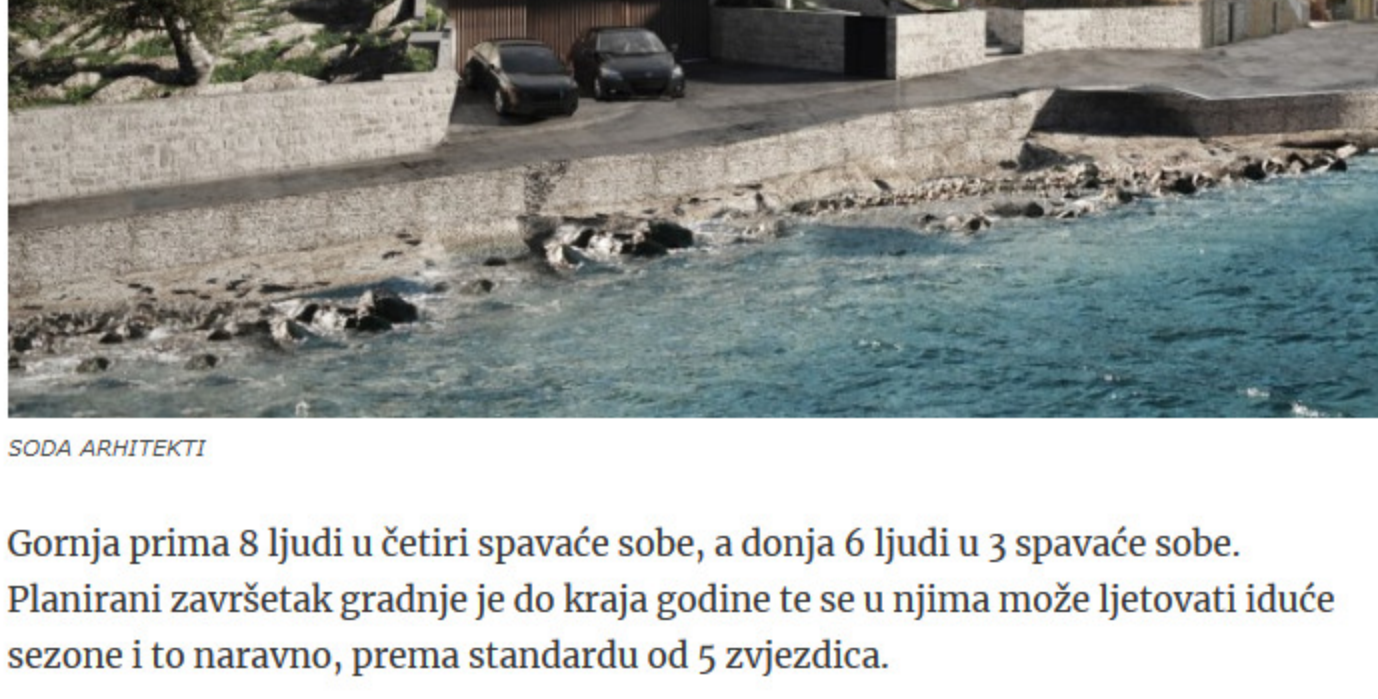 SODA ARHITEKTI
Gornja prima 8 ljudi u četiri spavaće sobe, a donja 6 ljudi u 3 spavaće sobe.
Planirani završetak gradnje je do kraja godine te se u njima može ljetovati iduće
sezone i to naravno, prema standardu od 5 zvjezdica.